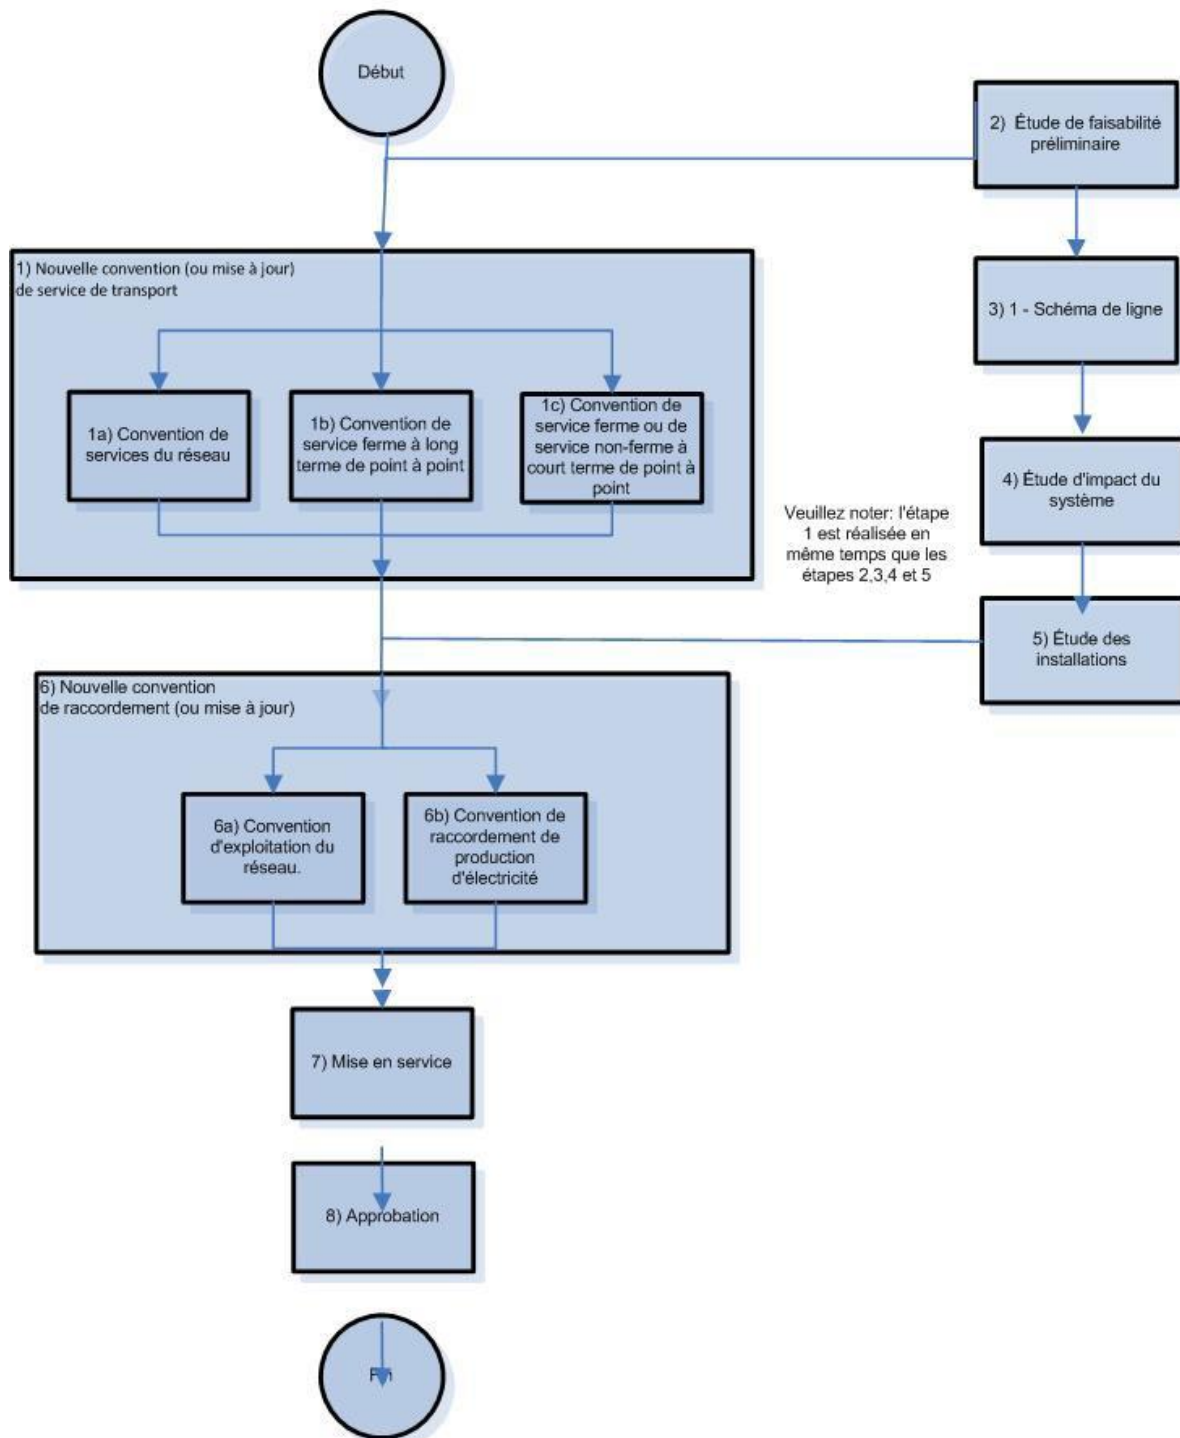 Début
2) Étude de faisabilité
préliminaire
1) Nouvelle convention (ou mise à jour)
de service de transport
3) 1 - Schéma de ligne
1a) Convention de
services du réseau
1b) Convention de
service ferme à long
terme de point à point
1c) Convention de
service ferme ou de
service non-ferme à
court terme de point à
point
4) Étude d'impact du
système
Veuillez noter: l'étape
1 est réalisée en
même temps que les
étapes 2,3,4 et 5
5) Étude des
installations
6) Nouvelle convention
de raccordement (ou mise à jour)
6a) Convention
d'exploitation du
réseau.
6b) Convention de
raccordement de
production
d'électricité
7) Mise en service
8) Approbation
Fin